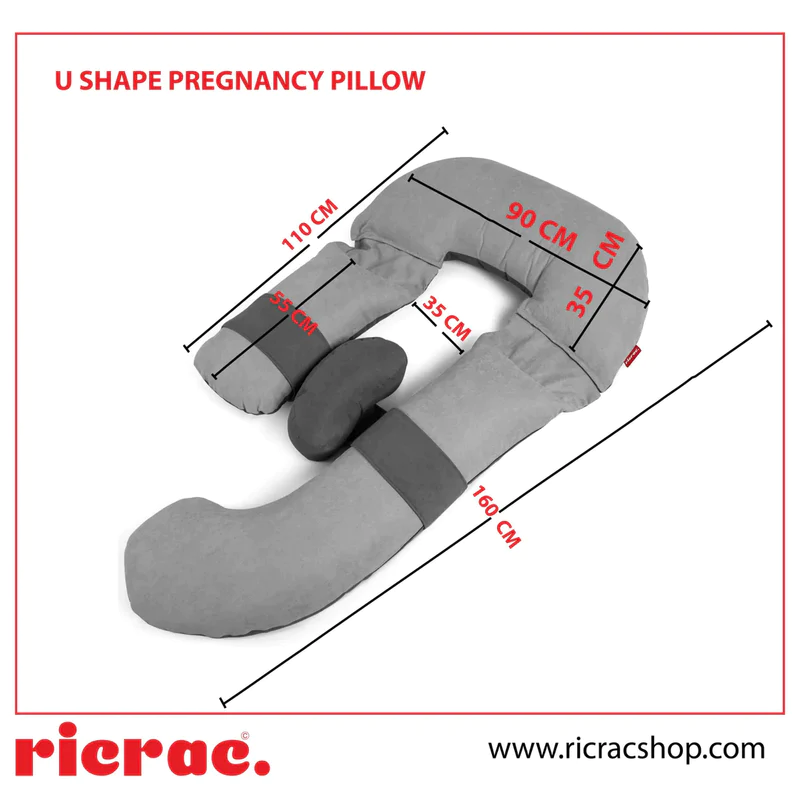 U SHAPE PREGNANCY PILLOW
110 CM
90 CM
35 CM
55 CM
35 CM
ricrac
160 CM
ricrac.
©
www.ricracshop.com